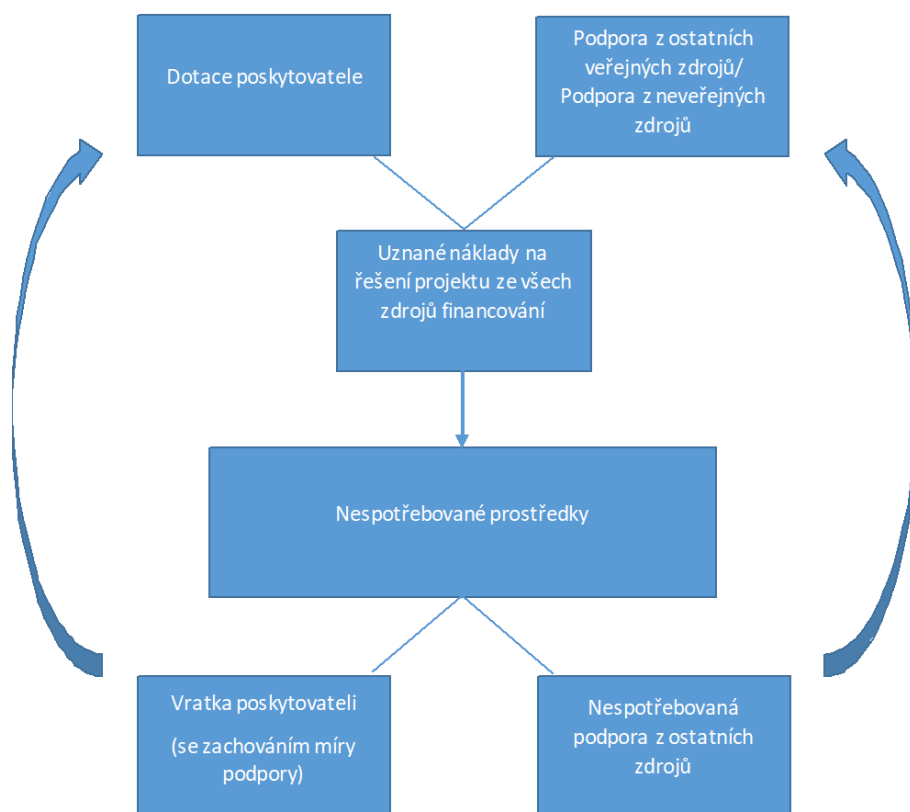 Dotace poskytovatele
Podpora z ostatních
veřejných zdrojů/
Podpora z neveřejných
zdrojů
Uznané náklady na
řešení projektu ze všech
zdrojů financování
Nespotřebované prostředky
Vratka poskytovateli
(se zachováním míry
podpory)
Nespotřebovaná
podpora z ostatních
zdrojů